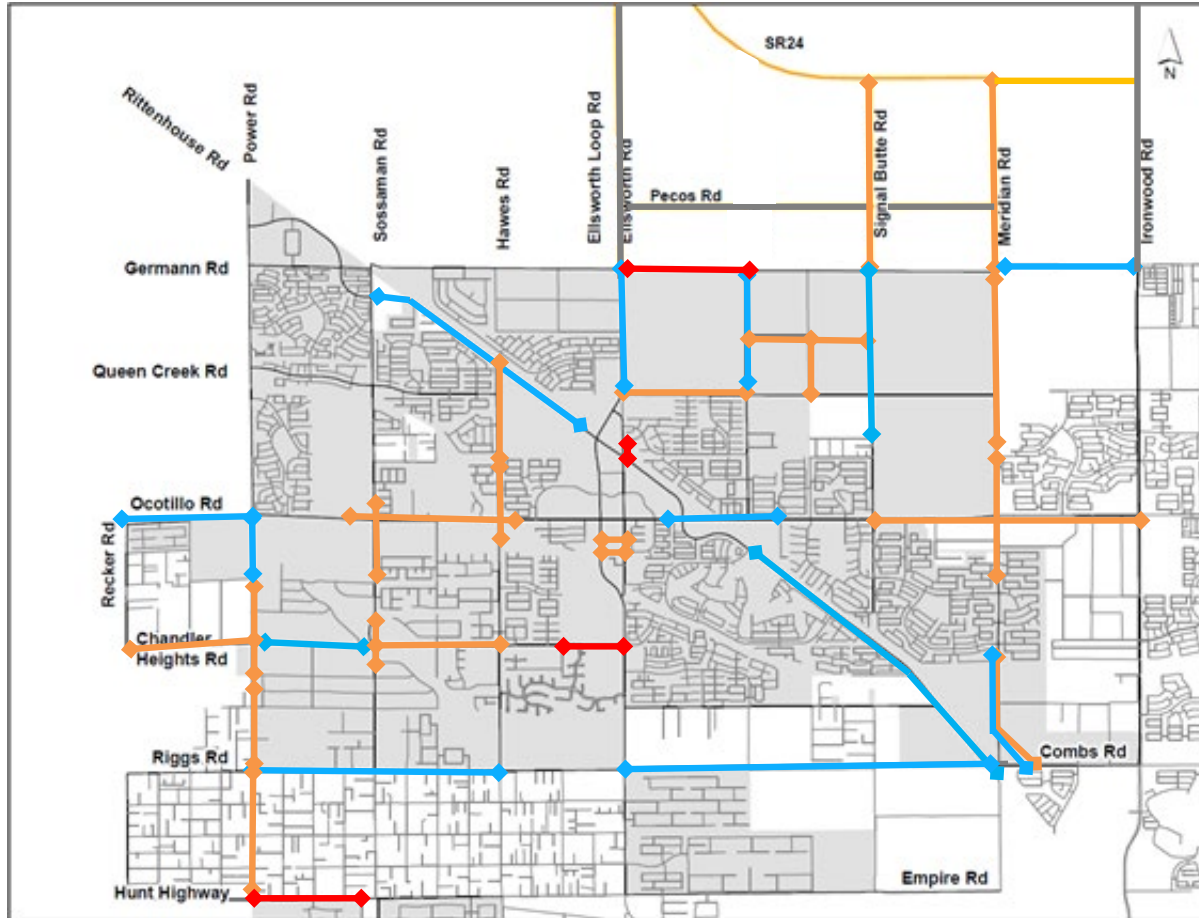 SR24
N
Rittenhouse Rd
Power Rd
Sossaman Rd
Hawes Rd
Ellsworth Loop Rd
Ellsworth Rd
Signal Butte Rd
Meridian Rd
Ironwood Rd
Pecos Rd
Germann Rd
Queen Creek Rd
Ocotillo Rd
Recker Rd
Chandler
Heights Rd
Riggs Rd
Combs Rd
Empire Rd
Hunt Highway